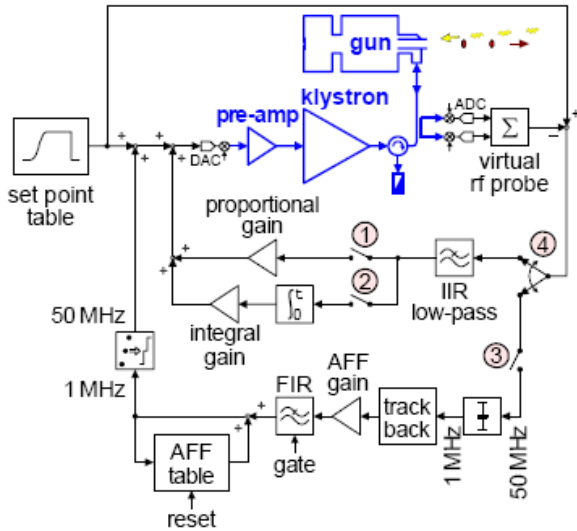 gun
klystron
pre-amp
ADC
DAC
Σ
virtual
rf probe
set point
table
proportional
gain
1
2
4
IIR
low-pass
∫ t 0
integral
gain
50 MHz
1 MHz
3
FIR
AFF
gain
track
back
1 MHz
50 MHz
AFF
table
gate
reset
+
+
+
+
+
−
+
+
+
+